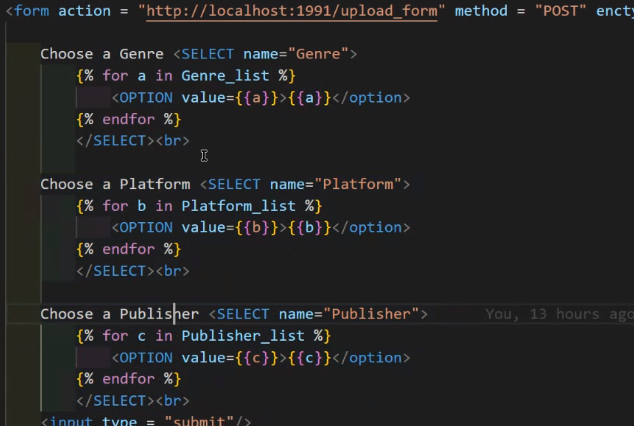 <form action = "http://localhost:1991/upload_form" method = "POST" encty
Choose a Genre <SELECT name="Genre">
{% for a in Genre_list %}
<OPTION value={{a}}>{{a}}</option>
{% endfor %}
</SELECT><br>
Choose a Platform <SELECT name="Platform">
{% for b in Platform_list %}
<OPTION value={{b}}>{{b}}</option>
{% endfor %}
</SELECT><br>
Choose a Publisher <SELECT name="Publisher"> You, 13 hours ago
{% for c in Publisher_list %}
<OPTION value={{c}}>{{c}}</option>
{% endfor %}
</SELECT><br>
<input type = "submit"/>